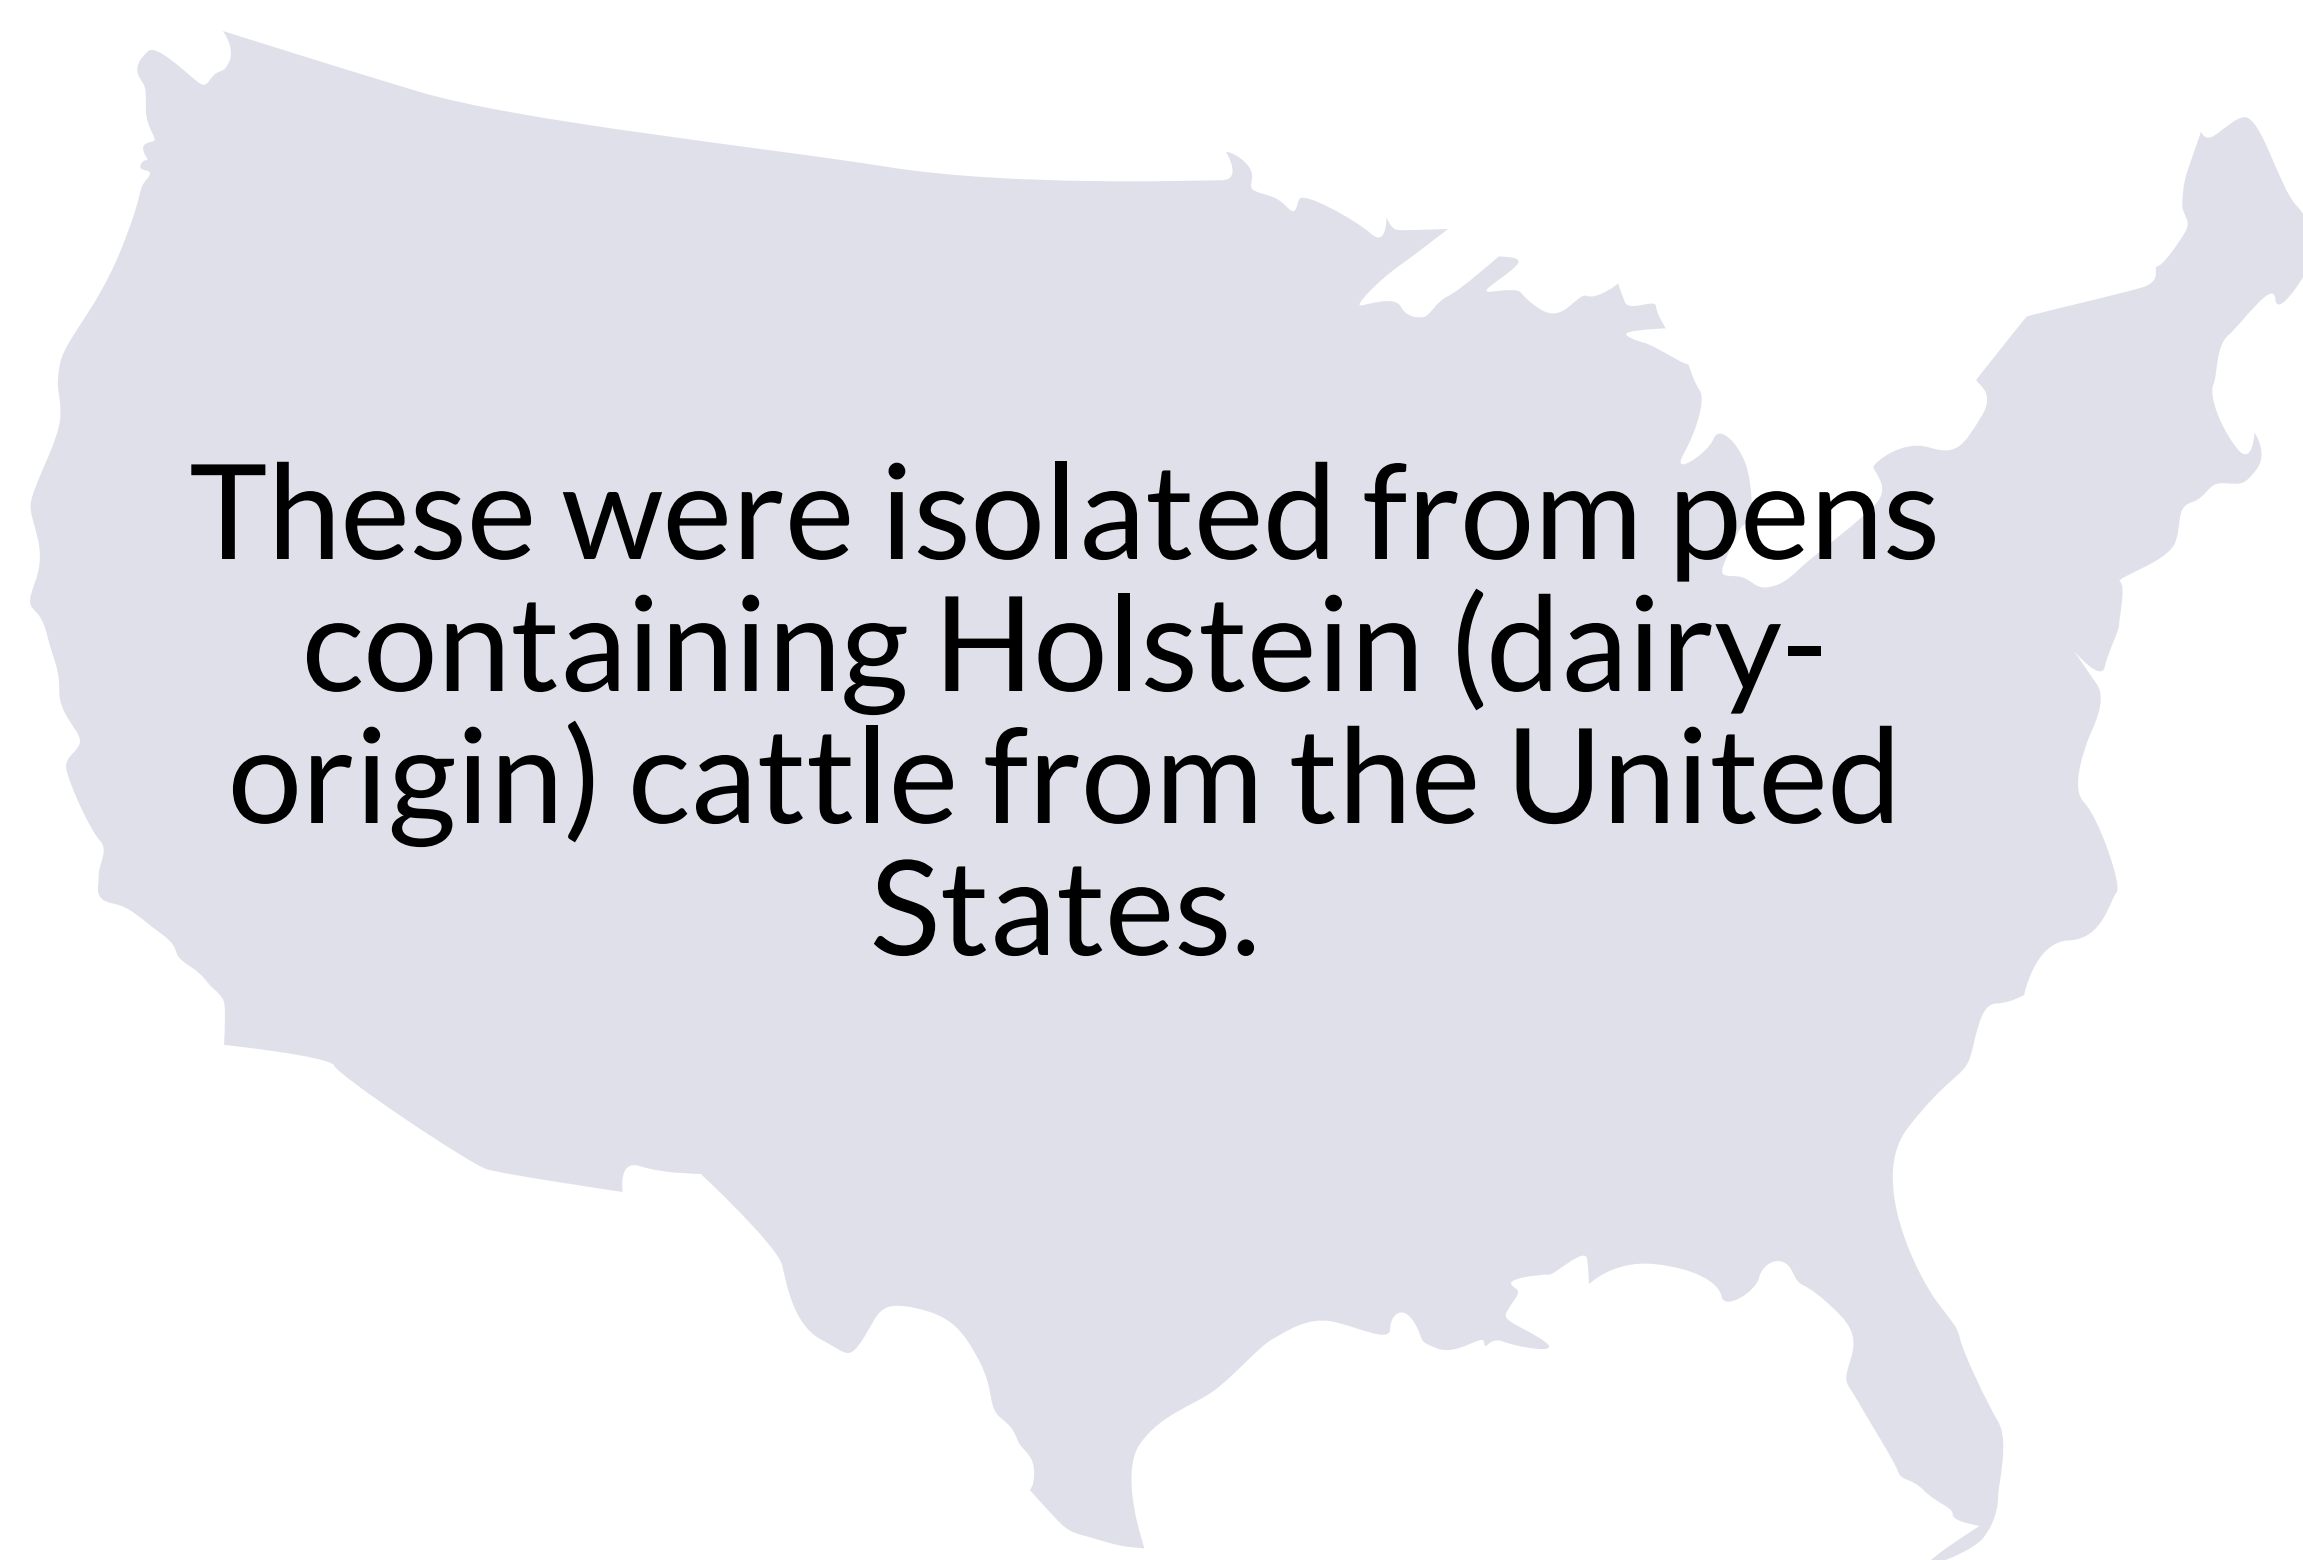 These were isolated from pens
containing Holstein (dairy-
origin) cattle from the United
States.